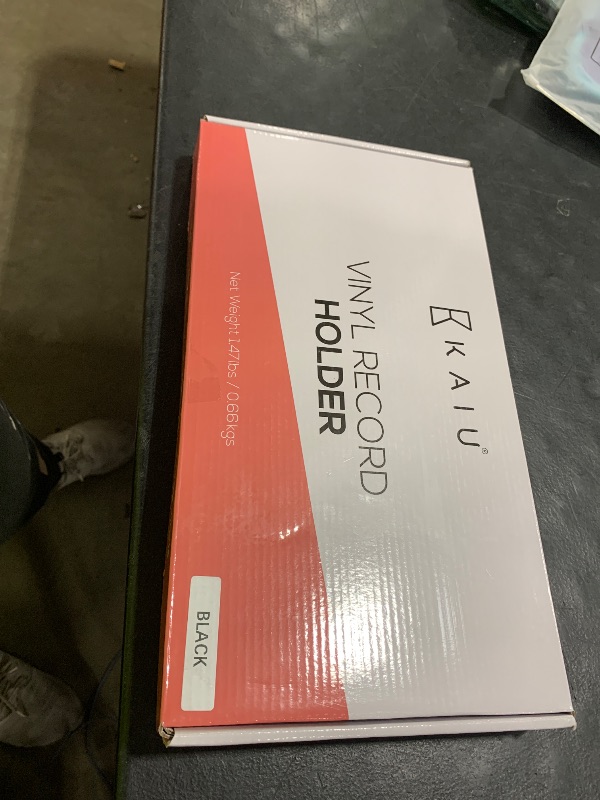 KAIU®
VINYL RECORD
HOLDER
Net Weight 1.47lbs / 0.66kgs
BLACK